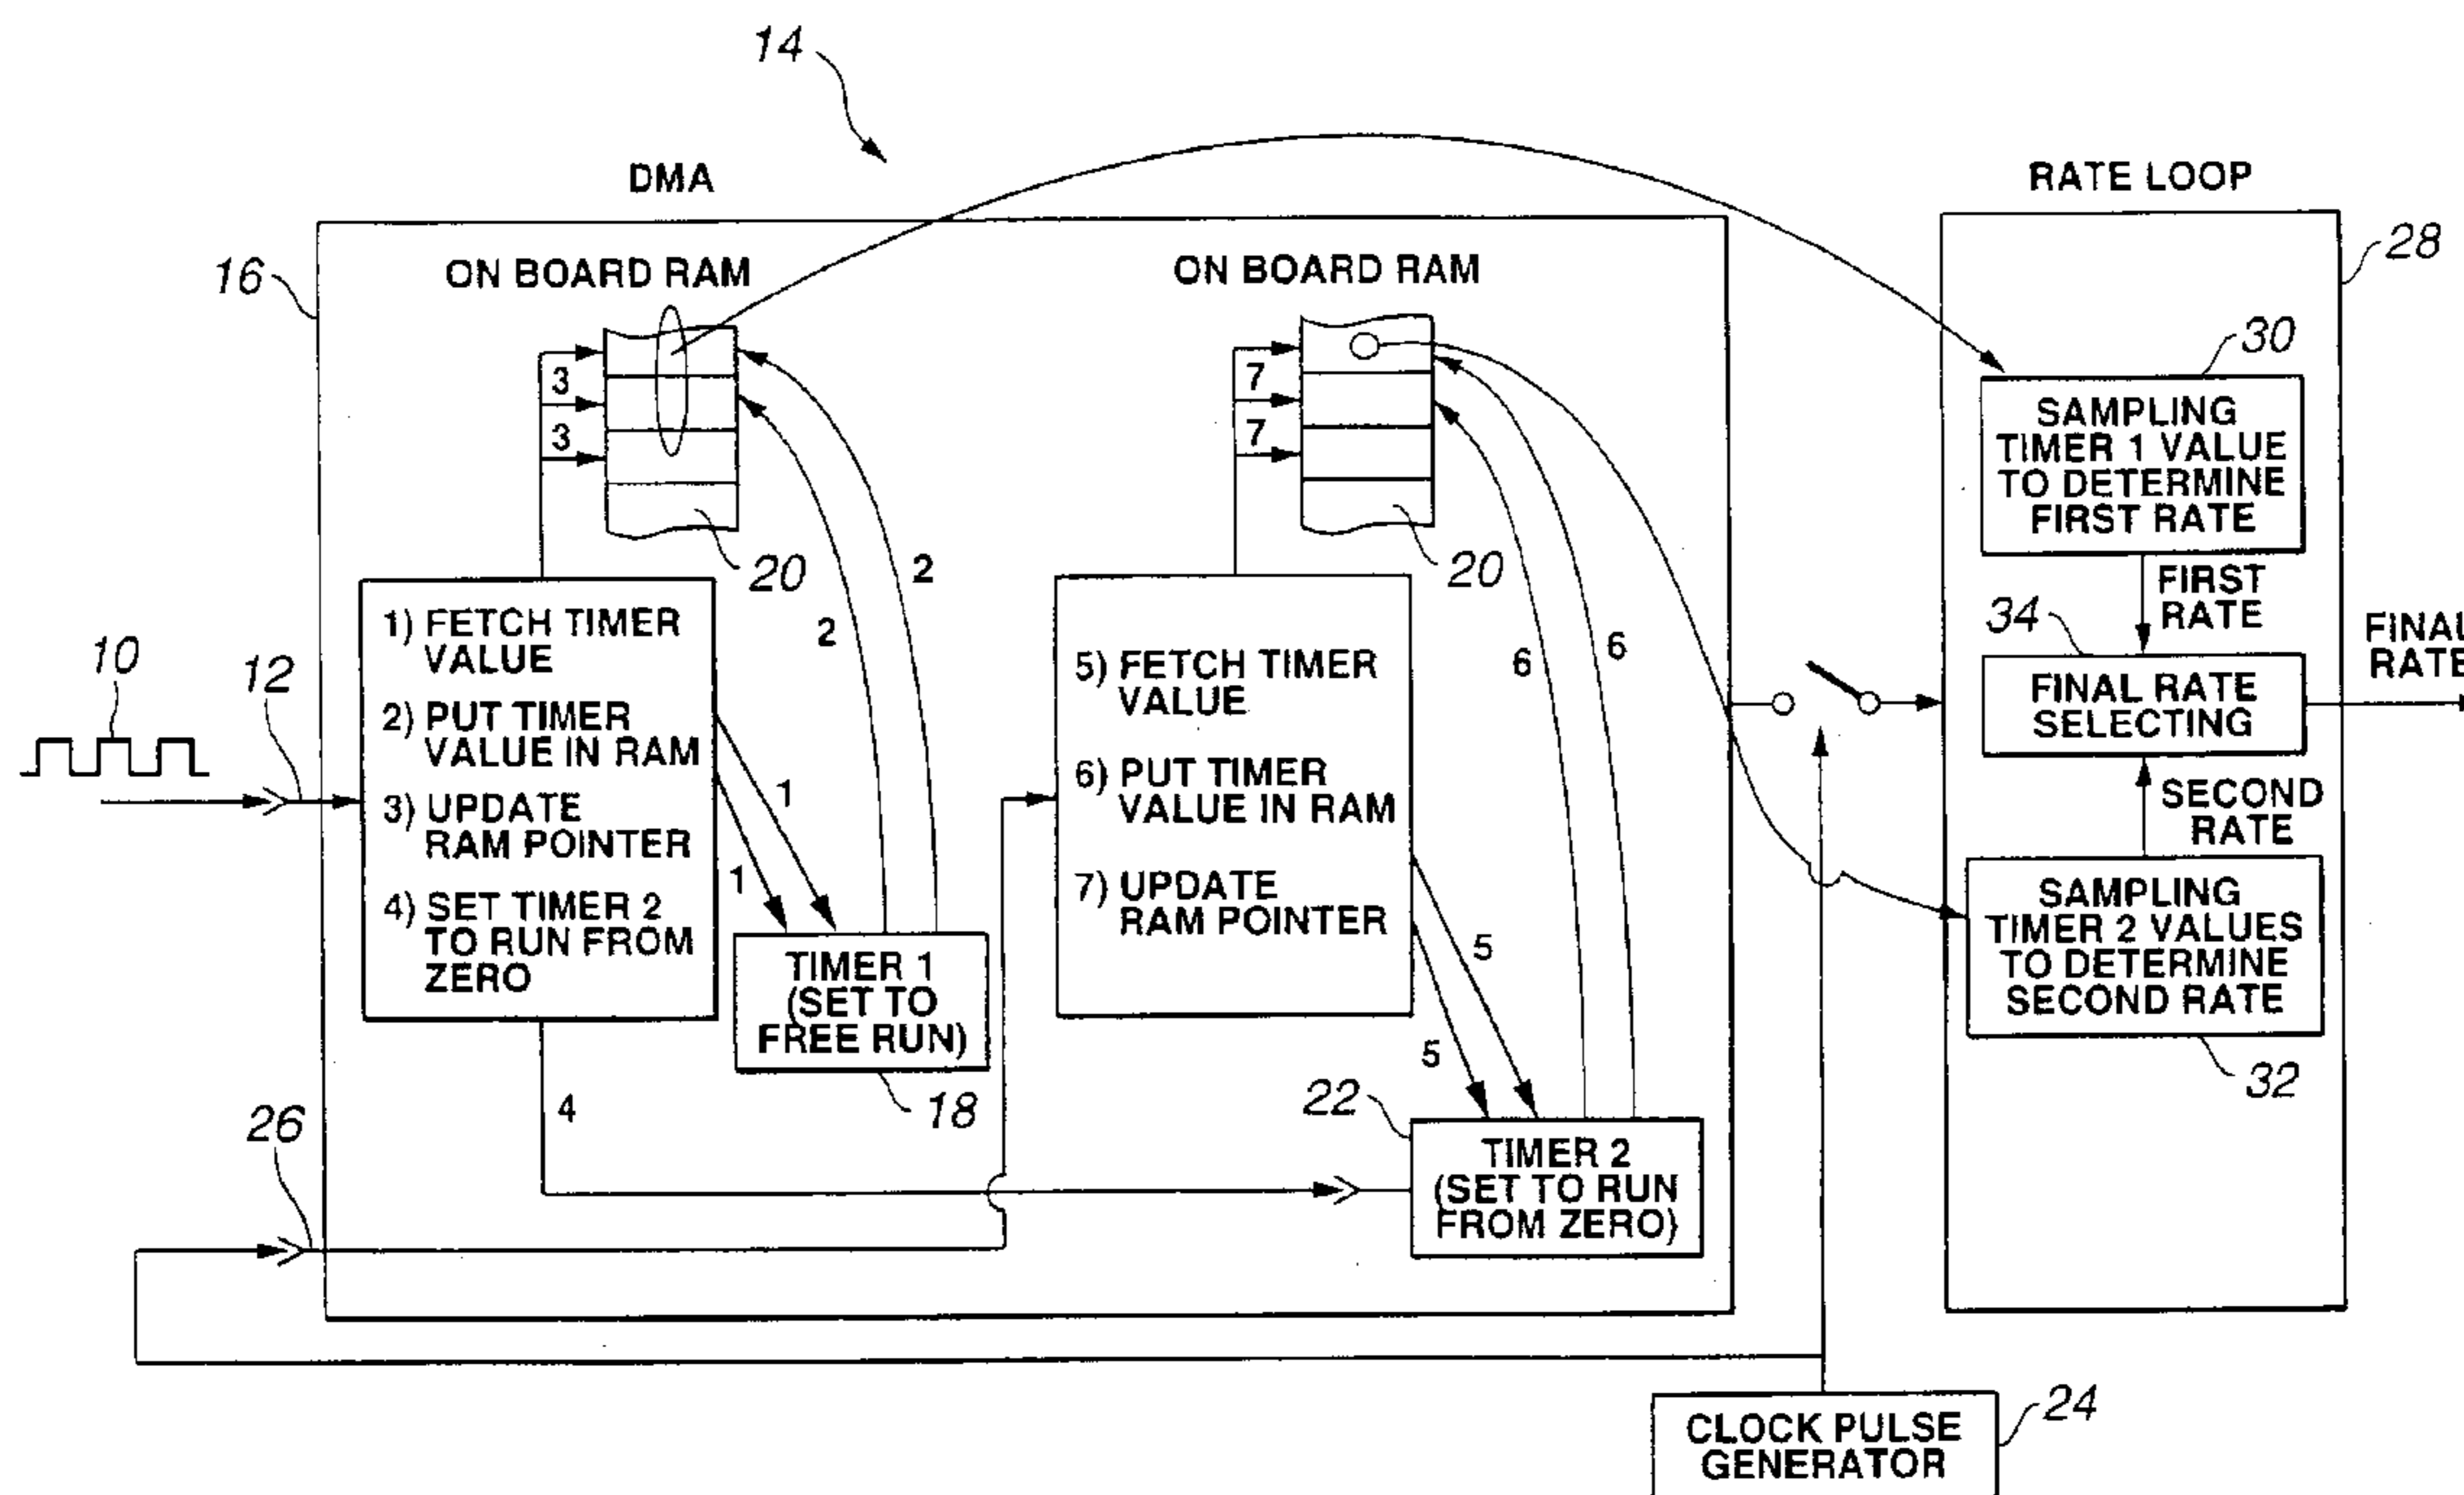 14
DMA
RATE LOOP
16
ON BOARD RAM
ON BOARD RAM
28
3
3
7
7
30
SAMPLING
TIMER 1 VALUE
TO DETERMINE
FIRST RATE
20
2
2
20
6
6
FIRST
RATE
34
FINAL
RATE
10
12
1) FETCH TIMER
VALUE
2) PUT TIMER
VALUE IN RAM
3) UPDATE
RAM POINTER
4) SET TIMER 2
TO RUN FROM
ZERO
1
1
5) FETCH TIMER
VALUE
6) PUT TIMER
VALUE IN RAM
7) UPDATE
RAM POINTER
5
5
FINAL RATE
SELECTING
SECOND
RATE
SAMPLING
TIMER 2 VALUES
TO DETERMINE
SECOND RATE
32
TIMER 1
(SET TO
FREE RUN)
18
4
26
22
TIMER 2
(SET TO RUN
FROM ZERO)
CLOCK PULSE
GENERATOR
24